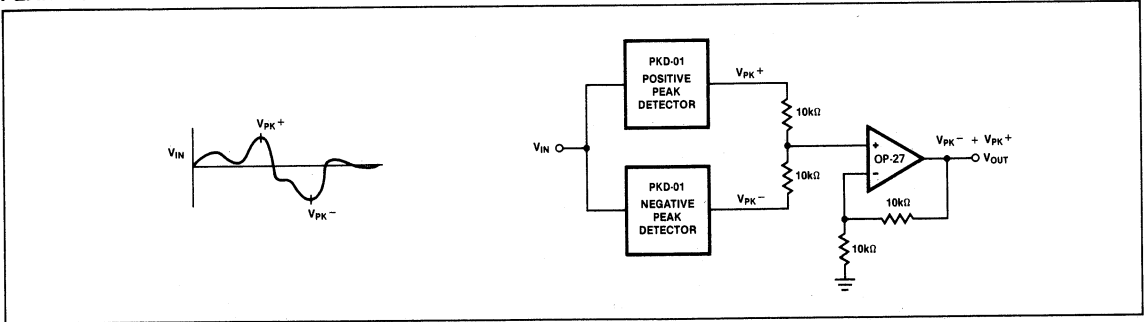 VPK+
VIN
VPK−
VIN
PKD-01
POSITIVE
PEAK
DETECTOR
VPK+
10kΩ
10kΩ
PKD-01
NEGATIVE
PEAK
DETECTOR
VPK−
+
OP-27
−
VPK− + VPK+
VOUT
10kΩ
10kΩ